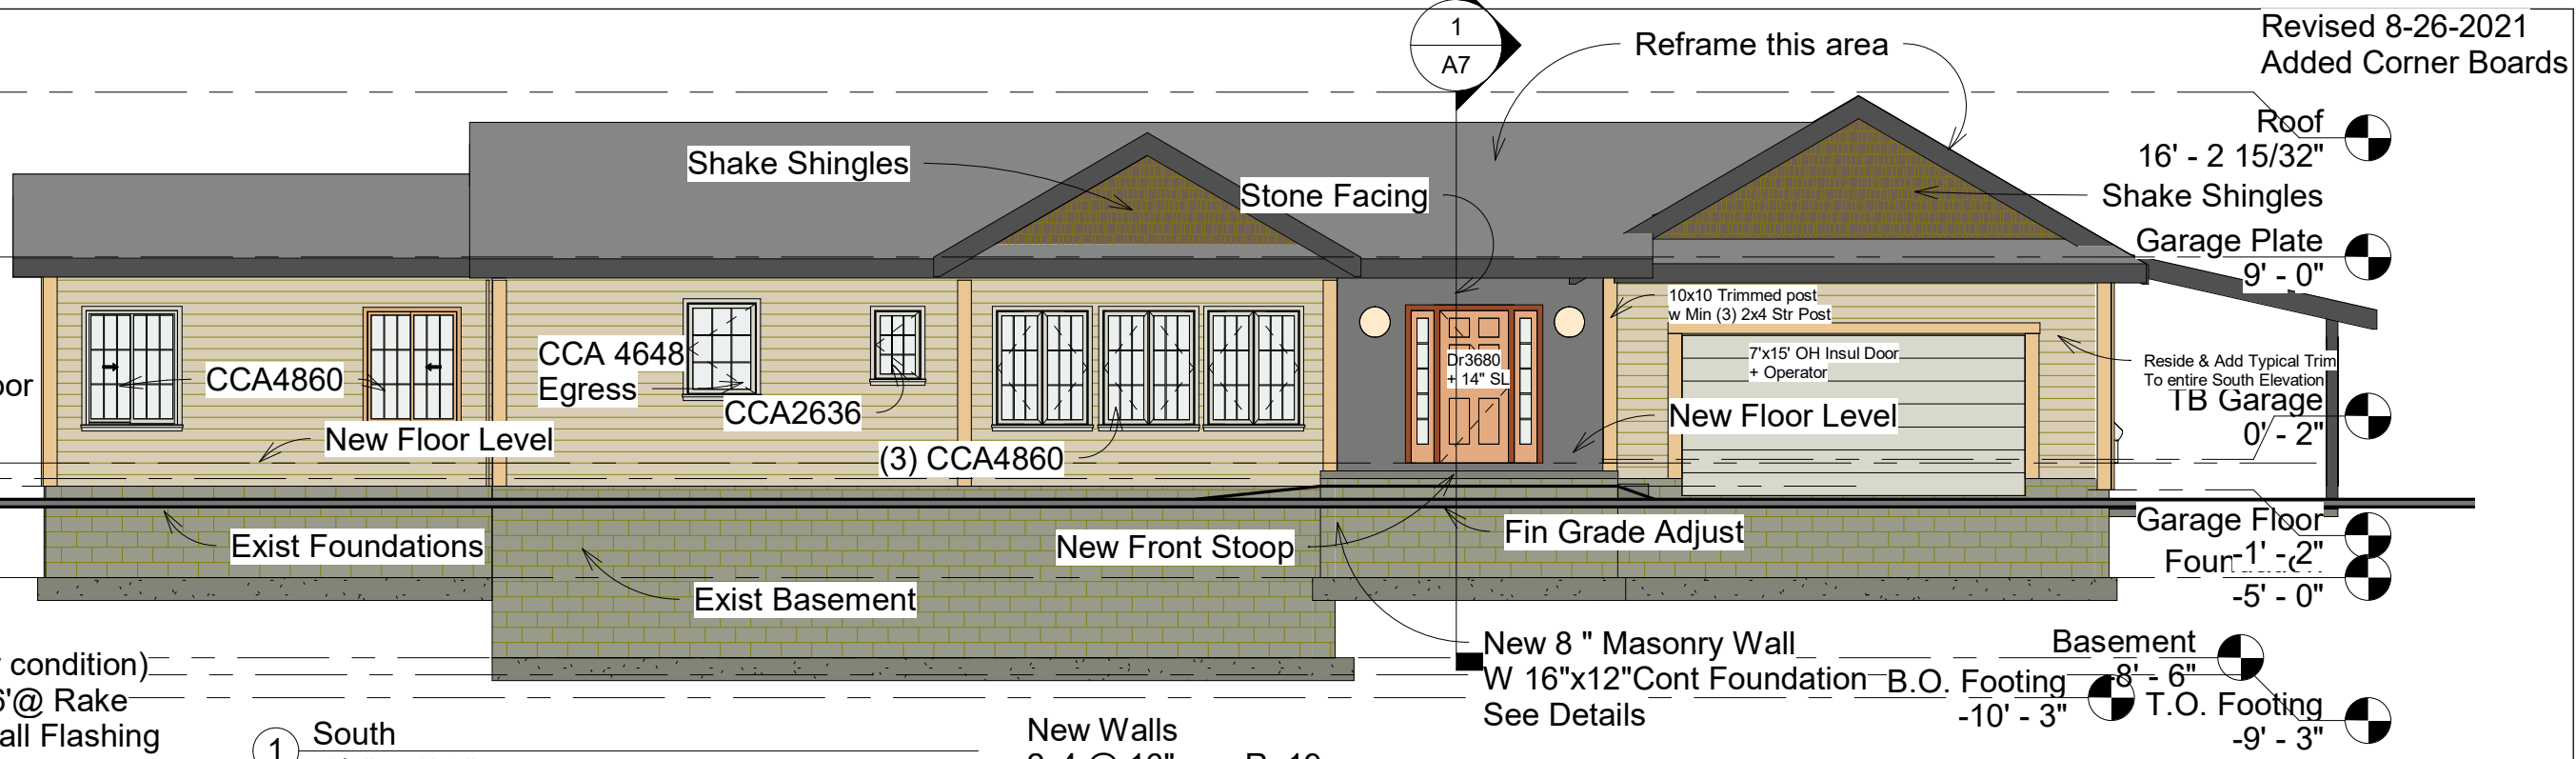 1
A7
Reframe this area
Revised 8-26-2021
Added Corner Boards
Roof
16' - 2 15/32"
Shake Shingles
Shake Shingles
Stone Facing
Garage Plate
9' - 0"
10x10 Trimmed post
w Min (3) 2x4 Str Post
7'x15' OH Insul Door
+ Operator
Dr3680
+ 14" SL
Reside & Add Typical Trim
To entire South Elevation
TB Garage
0' - 2"
CCA4860
CCA 4648
Egress
CCA2636
(3) CCA4860
New Floor Level
New Floor Level
Exist Foundations
Exist Basement
New Front Stoop
Fin Grade Adjust
Garage Floor
-1' - 2"
-5' - 0"
New 8 " Masonry Wall
W 16"x12"Cont Foundation
See Details
Basement
-8' - 6"
B.O. Footing
-10' - 3"
T.O. Footing
-9' - 3"
condition)
@ Rake
all Flashing
1
South
New Walls